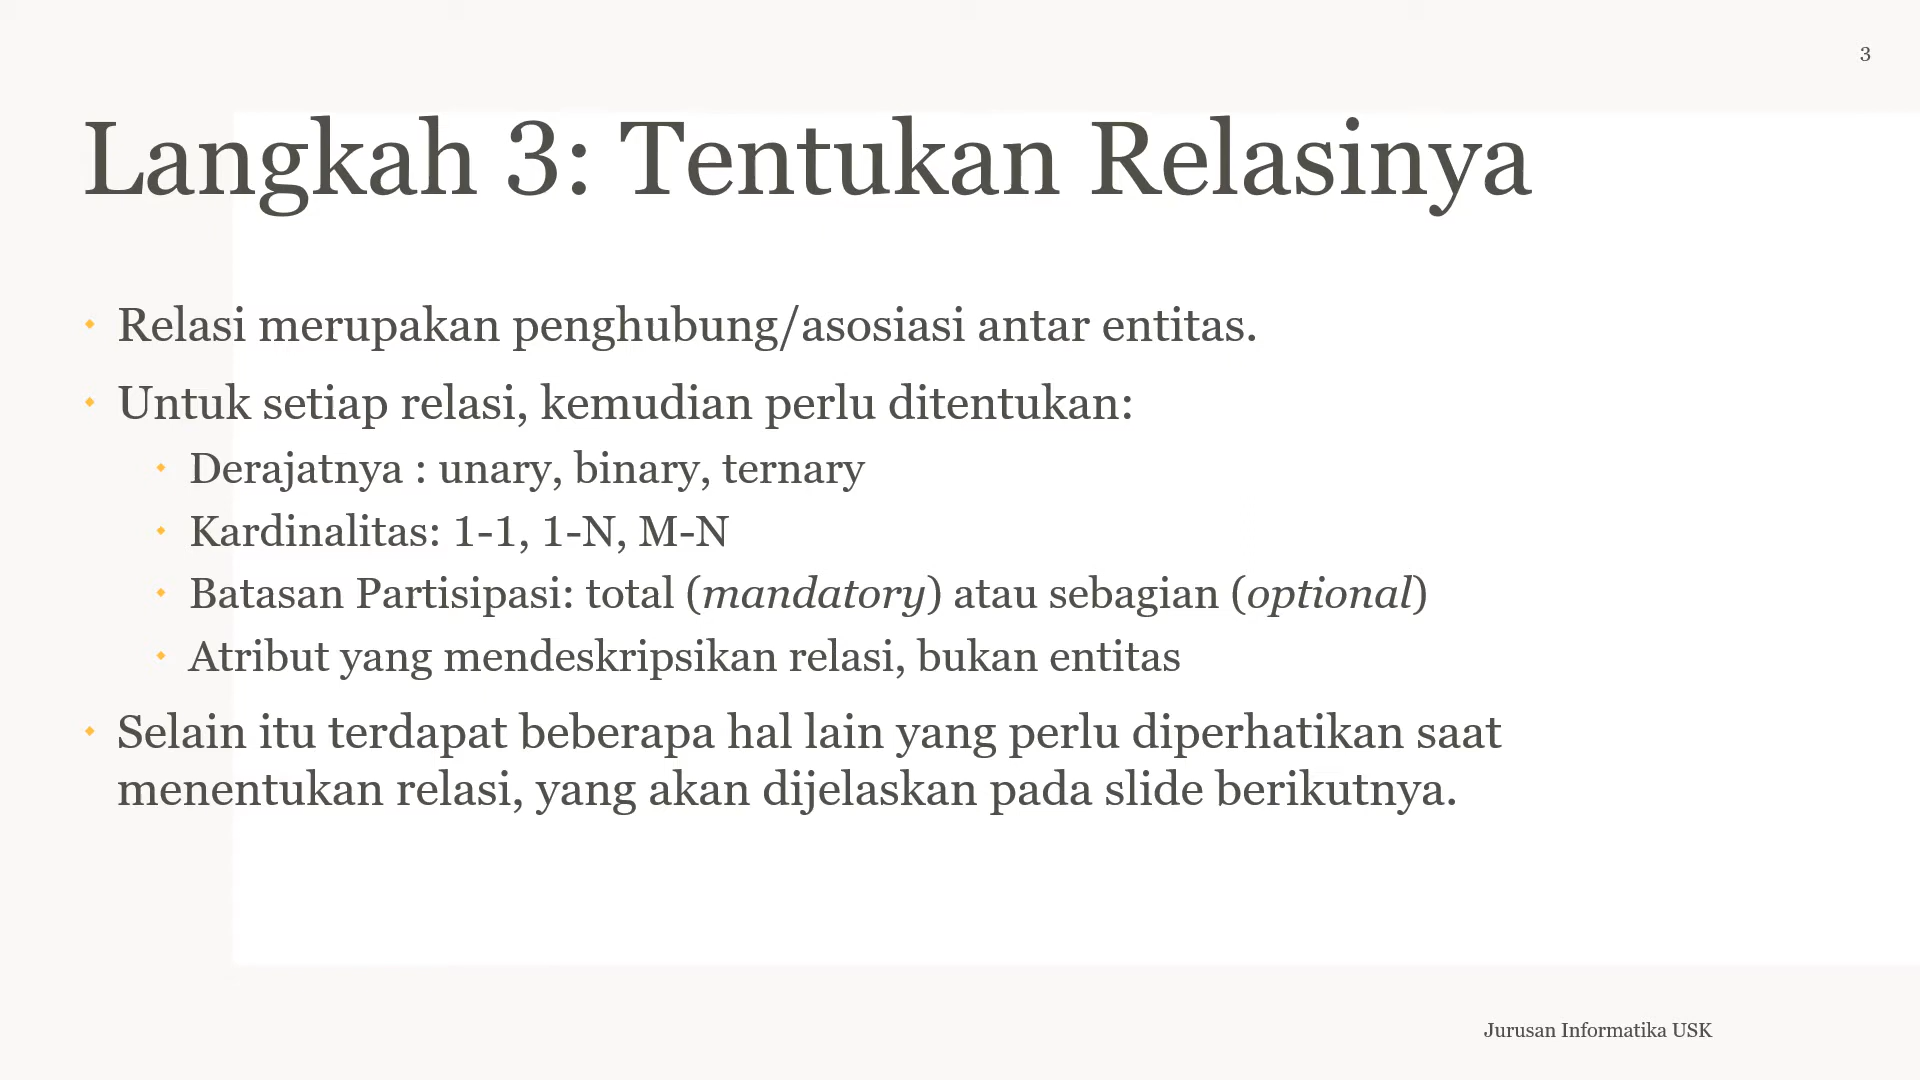 3
Langkah 3: Tentukan Relasinya
Relasi merupakan penghubung/asosiasi antar entitas.
Untuk setiap relasi, kemudian perlu ditentukan:
Derajatnya : unary, binary, ternary
Kardinalitas: 1-1, 1-N, M-N
Batasan Partisipasi: total (mandatory) atau sebagian (optional)
Atribut yang mendeskripsikan relasi, bukan entitas
Selain itu terdapat beberapa hal lain yang perlu diperhatikan saat
menentukan relasi, yang akan dijelaskan pada slide berikutnya.
Jurusan Informatika USK